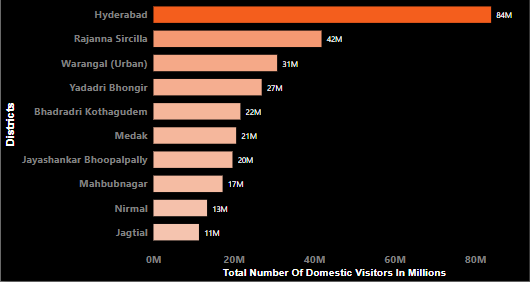 Hyderabad 84M
Rajanna Sircilla 42M
Warangal (Urban) 31M
Yadadri Bhongir 27M
Bhadradri Kothagudem 22M
Medak 21M
Jayashankar Bhoopalpally 20M
Mahbubnagar 17M
Nirmal 13M
Jagtial 11M
Districts
0M 20M 40M 60M 80M
Total Number Of Domestic Visitors In Millions